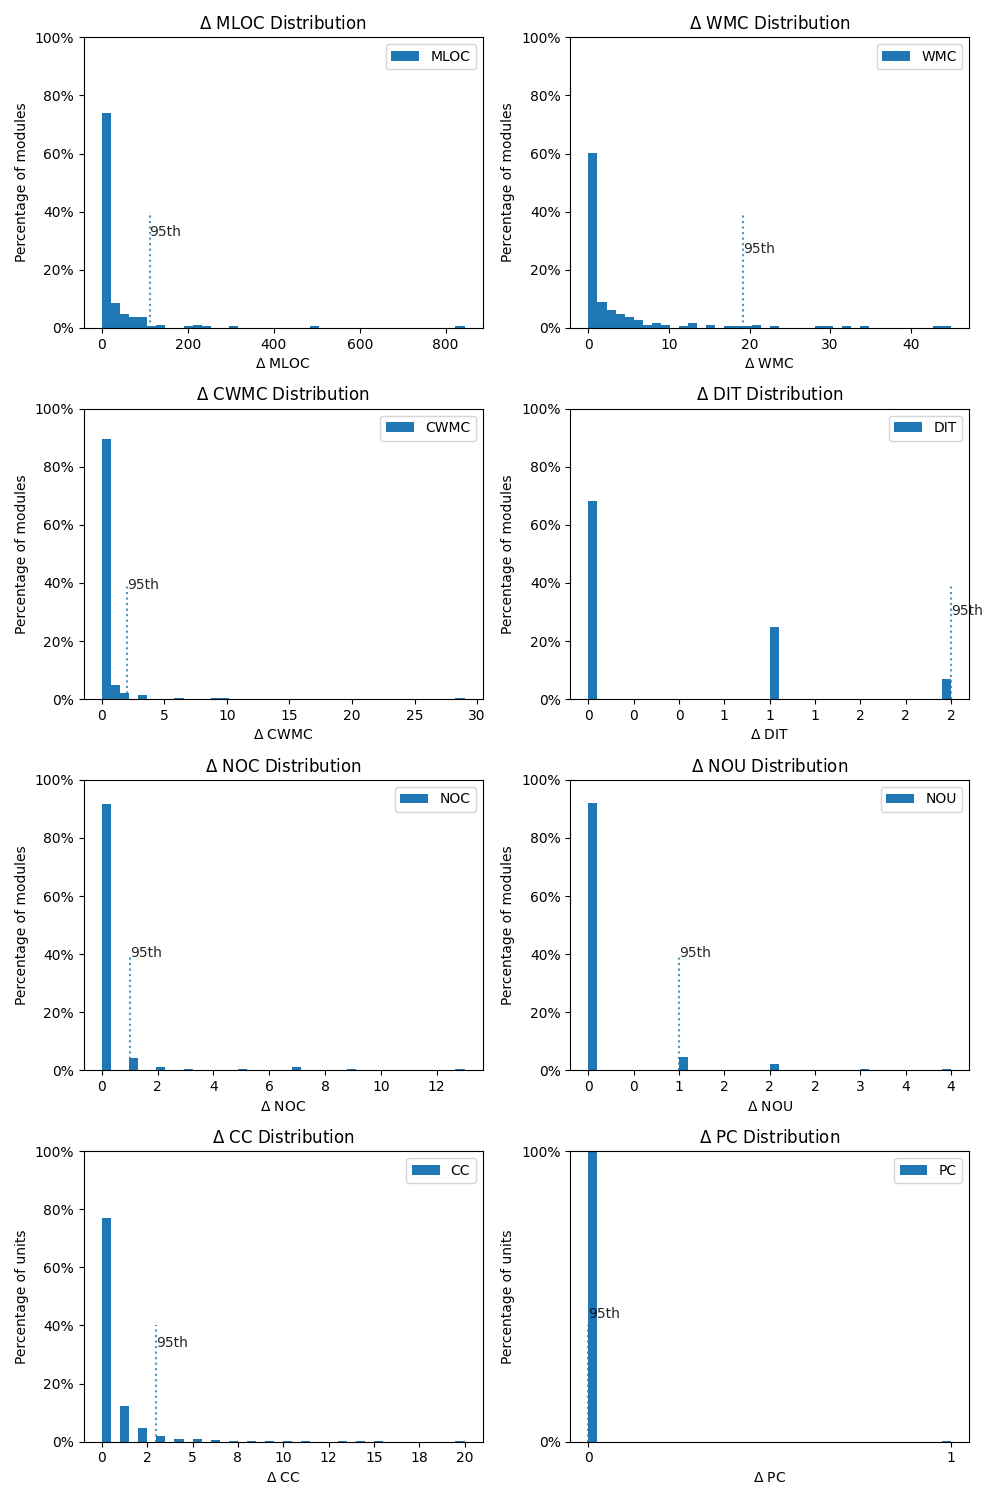 Δ MLOC Distribution
100%
80%
60%
40%
20%
0%
Percentage of modules
MLOC
95th
0 200 400 600 800
Δ MLOC
Δ WMC Distribution
100%
80%
60%
40%
20%
0%
Percentage of modules
WMC
95th
0 10 20 30 40
Δ WMC
Δ CWMC Distribution
100%
80%
60%
40%
20%
0%
Percentage of modules
CWMC
95th
0 5 10 15 20 25 30
Δ CWMC
Δ DIT Distribution
100%
80%
60%
40%
20%
0%
Percentage of modules
DIT
95th
0 0 0 1 1 1 2 2 2
Δ DIT
Δ NOC Distribution
100%
80%
60%
40%
20%
0%
Percentage of modules
NOC
95th
0 2 4 6 8 10 12
Δ NOC
Δ NOU Distribution
100%
80%
60%
40%
20%
0%
Percentage of modules
NOU
95th
0 0 1 2 2 2 3 4 4
Δ NOU
Δ CC Distribution
100%
80%
60%
40%
20%
0%
Percentage of units
CC
95th
0 2 5 8 10 12 15 18 20
Δ CC
Δ PC Distribution
100%
0%
Percentage of units
PC
95th
0 1
Δ PC